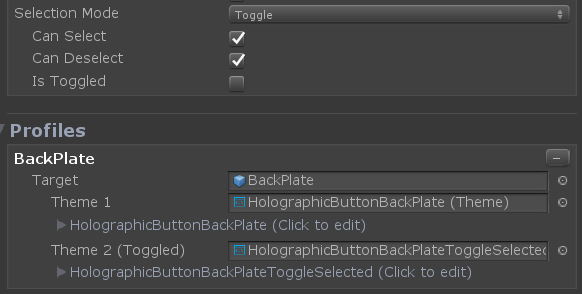 Selection Mode Toggle
Can Select
Can Deselect
Is Toggled
Profiles
BackPlate
Target BackPlate
Theme 1 HolographicButtonBackPlate (Theme)
HolographicButtonBackPlate (Click to edit)
Theme 2 (Toggled) HolographicButtonBackPlateToggleSelected
HolographicButtonBackPlateToggleSelected (Click to edit)